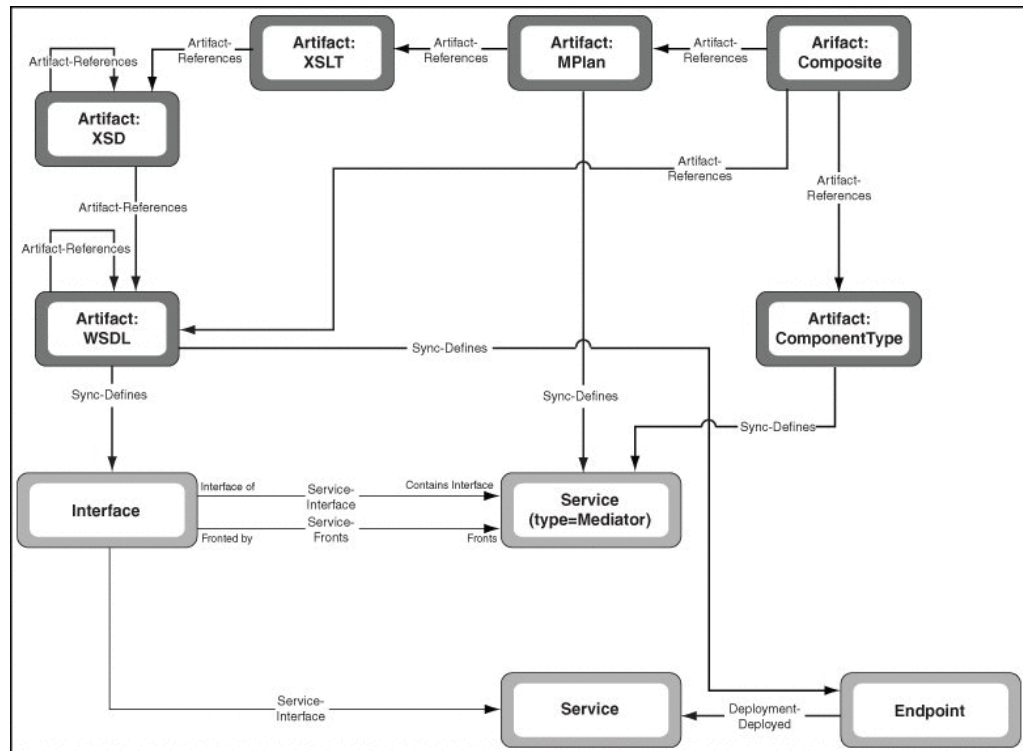 Artifact-
References
Artifact:
XSLT
Artifact-
References
Artifact:
MPlan
Artifact-
References
Arifact:
Composite
Artifact-References
Artifact:
XSD
Artifact-
References
Artifact-
References
Artifact-References
Artifact-References
Artifact:
WSDL
Artifact:
ComponentType
Sync-Defines
Sync-Defines
Sync-Defines
Sync-Defines
Interface
Interface of
Service-
Interface
Contains Interface
Fronted by
Service-
Fronts
Fronts
Service
(type=Mediator)
Service-
Interface
Service
Deployment-
Deployed
Endpoint